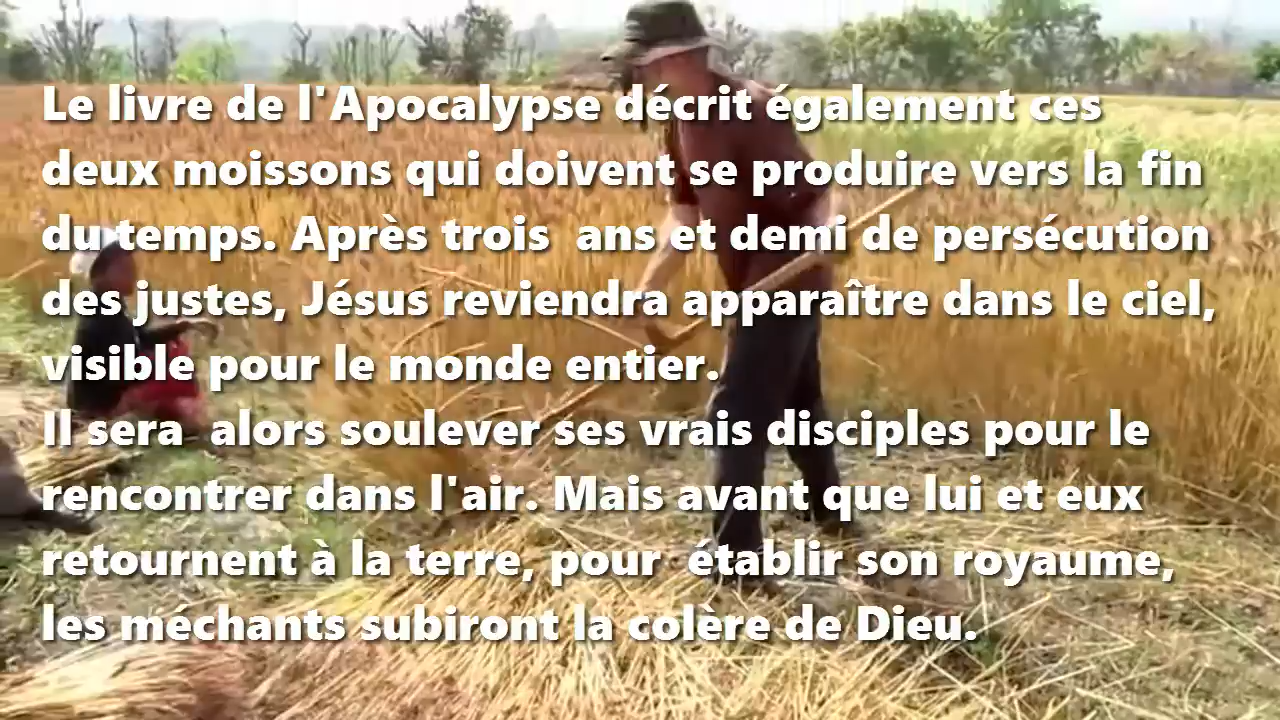 Le livre de l'Apocalypse décrit également ces
deux moissons qui doivent se produire vers la fin
du temps. Après trois  ans et demi de persécution
des justes, Jésus reviendra apparaître dans le ciel,
visible pour le monde entier.
Il sera  alors soulever ses vrais disciples pour le
rencontrer dans l'air. Mais avant que lui et eux
retournent à la terre, pour  établir son royaume,
les méchants subiront la colère de Dieu.